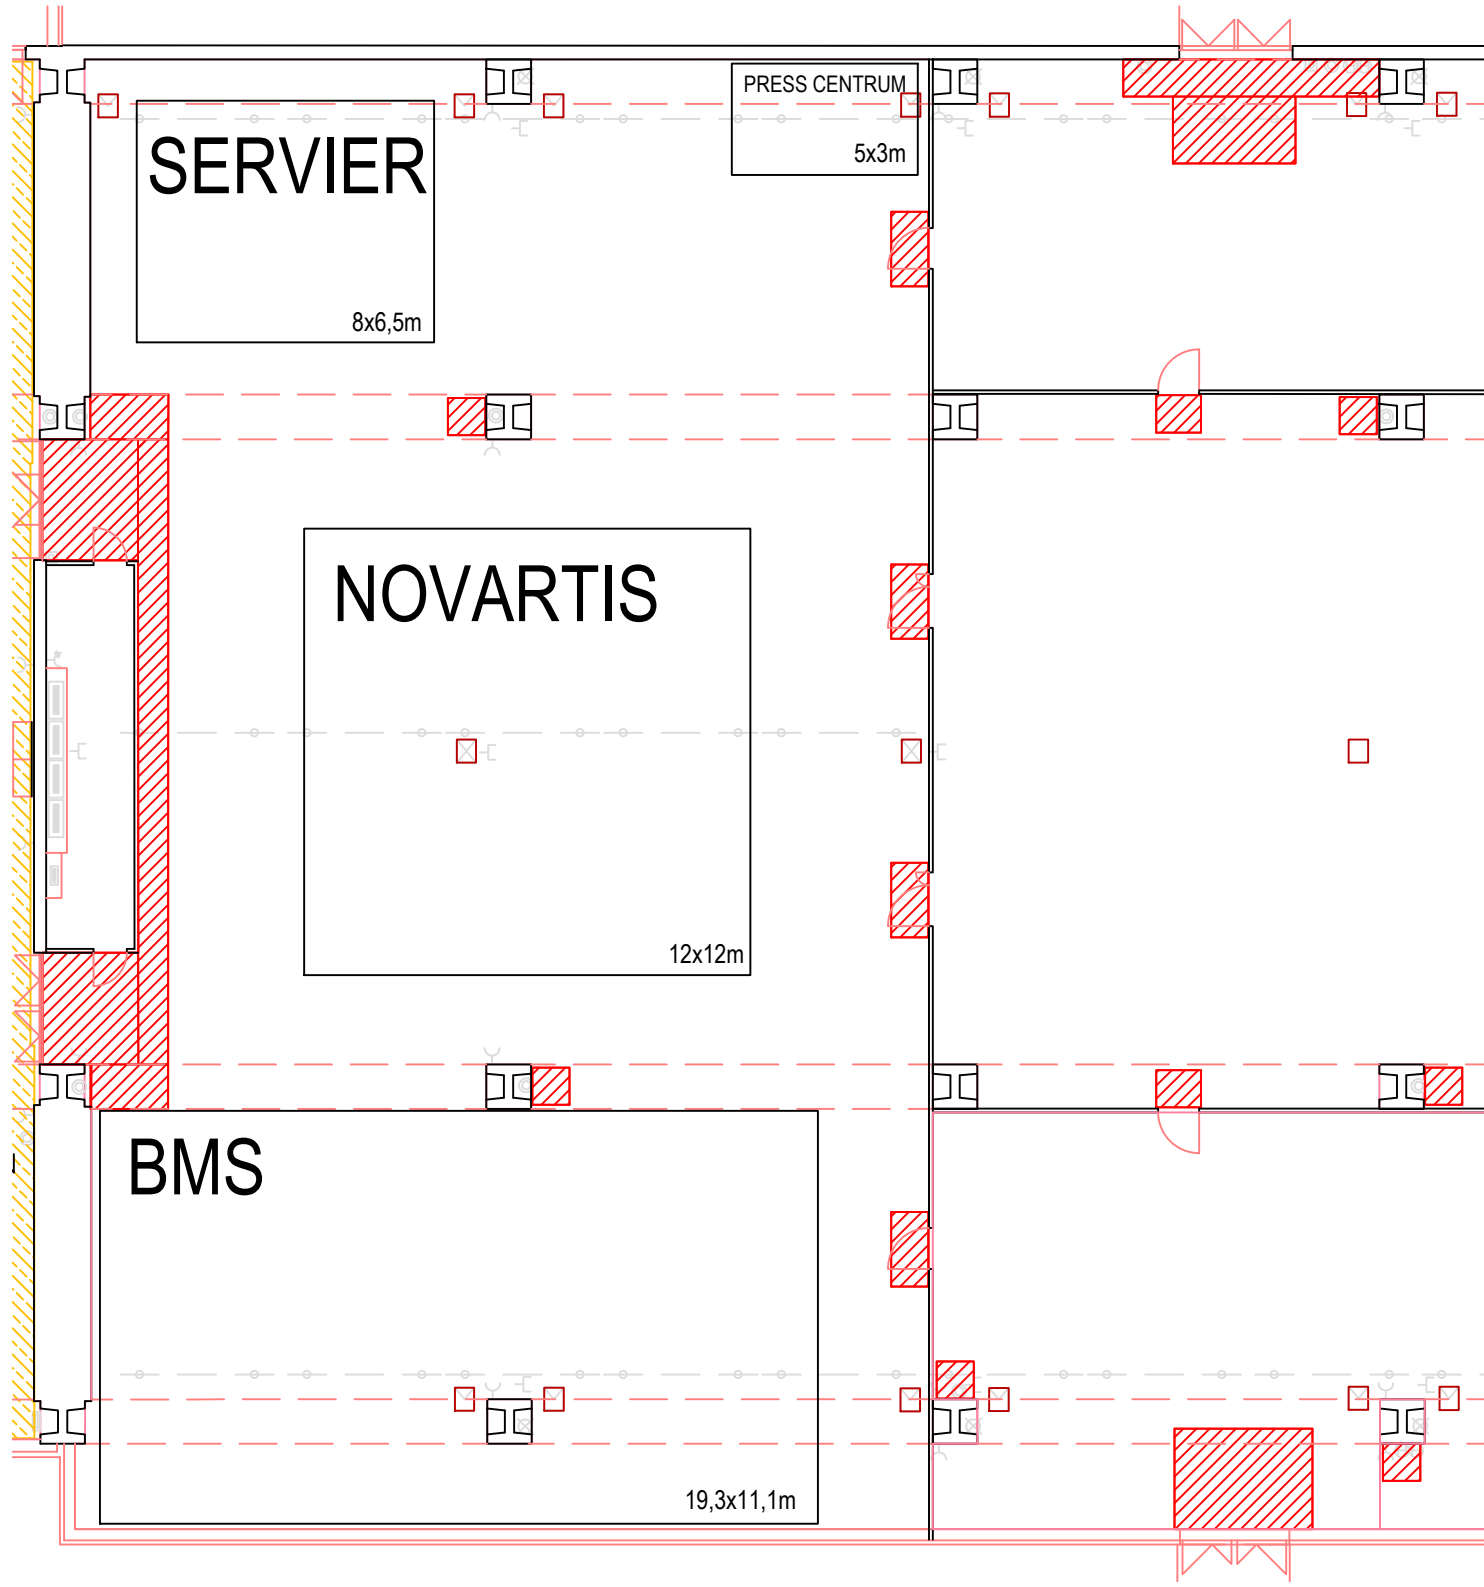 PRESS CENTRUM
SERVIER
5x3m
8x6,5m
NOVARTIS
12x12m
BMS
19,3x11,1m